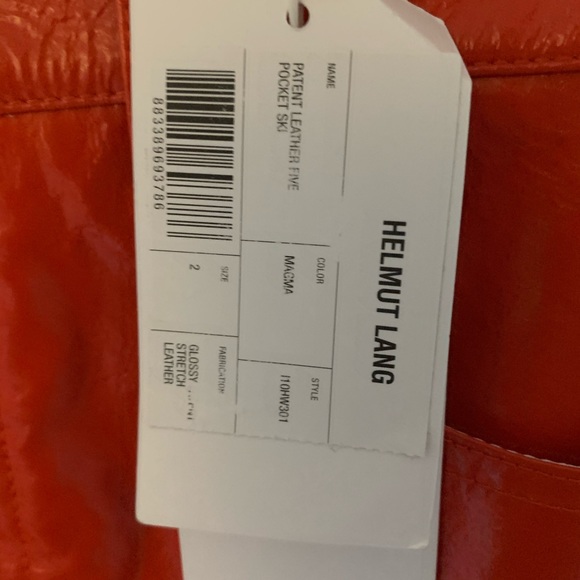 HELMUT LANG
NAME
PATENT LEATHER FIVE
POCKET SKI
COLOR
MAGMA
STYLE
I10HW301
883389693786
SIZE
2
FABRICATION
GLOSSY
STRETCH
LEATHER